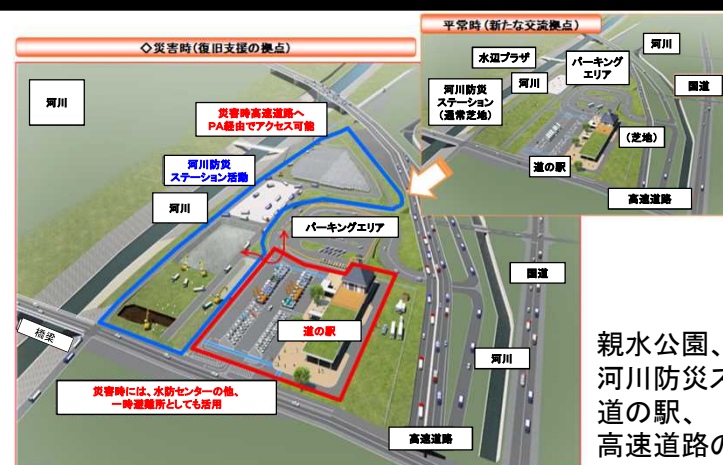 ◇災害時(復旧支援の拠点)
河川
災害時高速道路へ
PA経由でアクセス可能
河川防災
ステーション活動
河川
パーキングエリア
道の駅
国道
河川
橋梁
災害時には、水防センターの他、
一時避難所としても活用
高速道路
平常時(新たな交流拠点)
水辺プラザ
河川
パーキング
エリア
河川
国道
河川防災
ステーション
(通常芝地)
(芝地)
道の駅
高速道路
親水公園、
河川防災ス
道の駅、
高速道路の